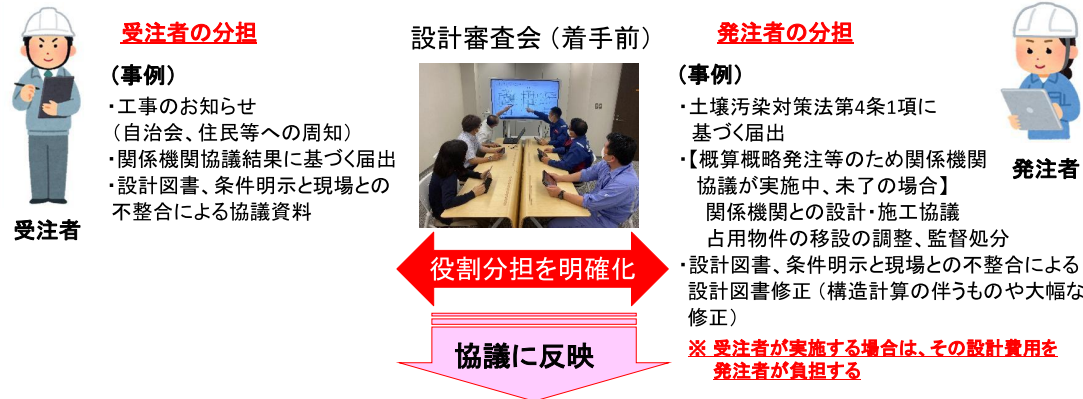 受注者の分担
(事例)
・工事のお知らせ
(自治会、住民等への周知)
・関係機関協議結果に基づく届出
・設計図書、条件明示と現場との
不整合による協議資料
受注者
設計審査会（着手前）
役割分担を明確化
協議に反映
発注者の分担
(事例)
・土壌汚染対策法第4条1項に
基づく届出
・【概算概略発注等のため関係機関
協議が実施中、未了の場合】
関係機関との設計・施工協議
占用物件の移設の調整、監督処分
・設計図書、条件明示と現場との不整合による
設計図書修正（構造計算の伴うものや大幅な
修正）
※ 受注者が実施する場合は、その設計費用を
発注者が負担する
発注者